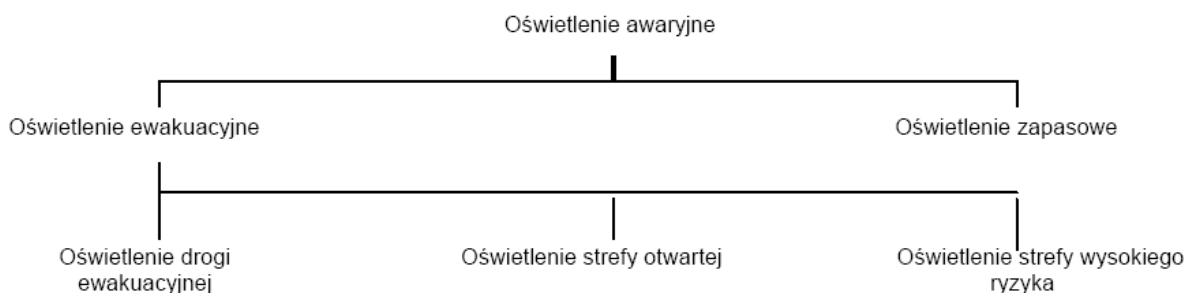 Oświetlenie awaryjne
Oświetlenie ewakuacyjne
Oświetlenie zapasowe
Oświetlenie drogi
ewakuacyjnej
Oświetlenie strefy otwartej
Oświetlenie strefy wysokiego
ryzyka